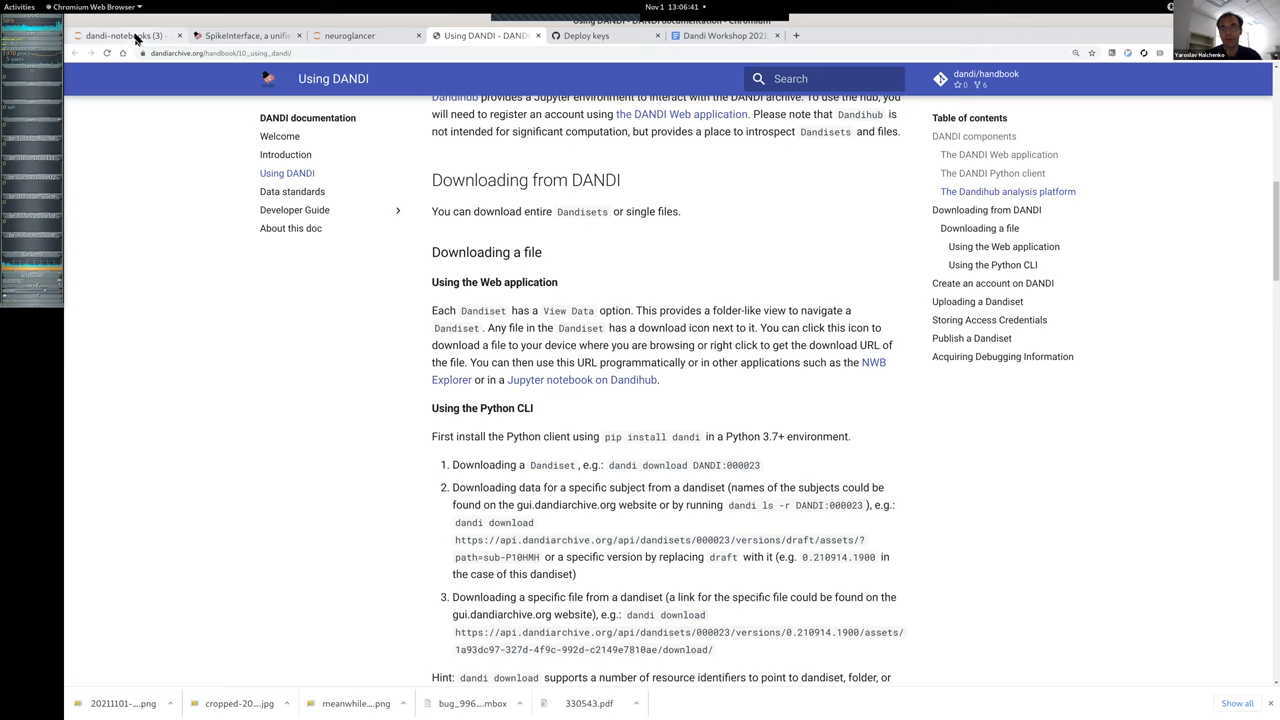 Activities
Chromium Web Browser
Nov 1 13:06:41
Using DANDI - DANDI documentation - Chromium
dandi-notebooks (3) -
SpikeInterface, a unifie
neuroglancer
Using DANDI - DANDI
Deploy keys
Dandi Workshop 2021
dandiarchive.org/handbook/10_using_dandi/
Yaroslav Halchenko
Using DANDI
Search
dandi/handbook
0 6
DANDI documentation
Welcome
Introduction
Using DANDI
Data standards
Developer Guide
About this doc
Dandihub provides a Jupyter environment to interact with the DANDI archive. To use the hub, you
will need to register an account using the DANDI Web application. Please note that Dandihub is
not intended for significant computation, but provides a place to introspect Dandisets and files.
Downloading from DANDI
You can download entire Dandisets or single files.
Downloading a file
Using the Web application
Each Dandiset has a View Data option. This provides a folder-like view to navigate a
Dandiset. Any file in the Dandiset has a download icon next to it. You can click this icon to
download a file to your device where you are browsing or right click to get the download URL of
the file. You can then use this URL programmatically or in other applications such as the NWB
Explorer or in a Jupyter notebook on Dandihub.
Using the Python CLI
First install the Python client using pip install dandi in a Python 3.7+ environment.
1. Downloading a Dandiset, e.g.: dandi download DANDI:000023
2. Downloading data for a specific subject from a dandiset (names of the subjects could be
found on the gui.dandiarchive.org website or by running dandi ls -r DANDI:000023 ), e.g.:
dandi download
https://api.dandiarchive.org/api/dandisets/000023/versions/draft/assets/?
path=sub-P10HMH or a specific version by replacing draft with it (e.g. 0.210914.1900 in
the case of this dandiset)
3. Downloading a specific file from a dandiset (a link for the specific file could be found on the
gui.dandiarchive.org website), e.g.: dandi download
https://api.dandiarchive.org/api/dandisets/000023/versions/0.210914.1900/assets/
1a93dc97-327d-4f9c-992d-c2149e7810ae/download/
Hint: dandi download supports a number of resource identifiers to point to dandiset, folder, or
Table of contents
DANDI components
The DANDI Web application
The DANDI Python client
The Dandihub analysis platform
Downloading from DANDI
Downloading a file
Using the Web application
Using the Python CLI
Create an account on DANDI
Uploading a Dandiset
Storing Access Credentials
Publish a Dandiset
Acquiring Debugging Information
20211101-....png
cropped-20....jpg
meanwhile....png
bug_996....mbox
330543.pdf
Show all